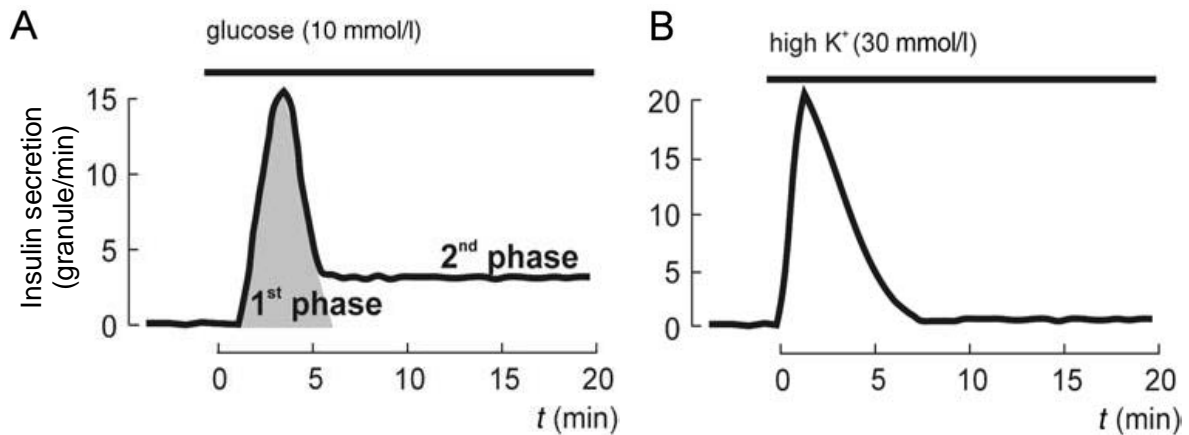 A
glucose (10 mmol/l)
Insulin secretion
(granule/min)
15
10
5
0
1st phase
2nd phase
0 5 10 15 20
t (min)
B
high K+ (30 mmol/l)
20
15
10
5
0
0 5 10 15 20
t (min)